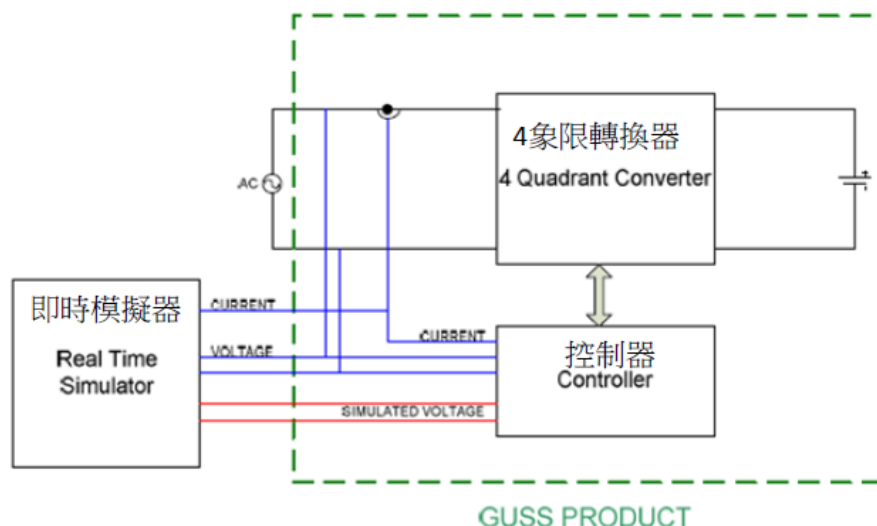 4象限轉換器
4 Quadrant Converter
AC
即時模擬器
Real Time
Simulator
CURRENT
VOLTAGE
CURRENT
控制器
Controller
SIMULATED VOLTAGE
GUSS PRODUCT